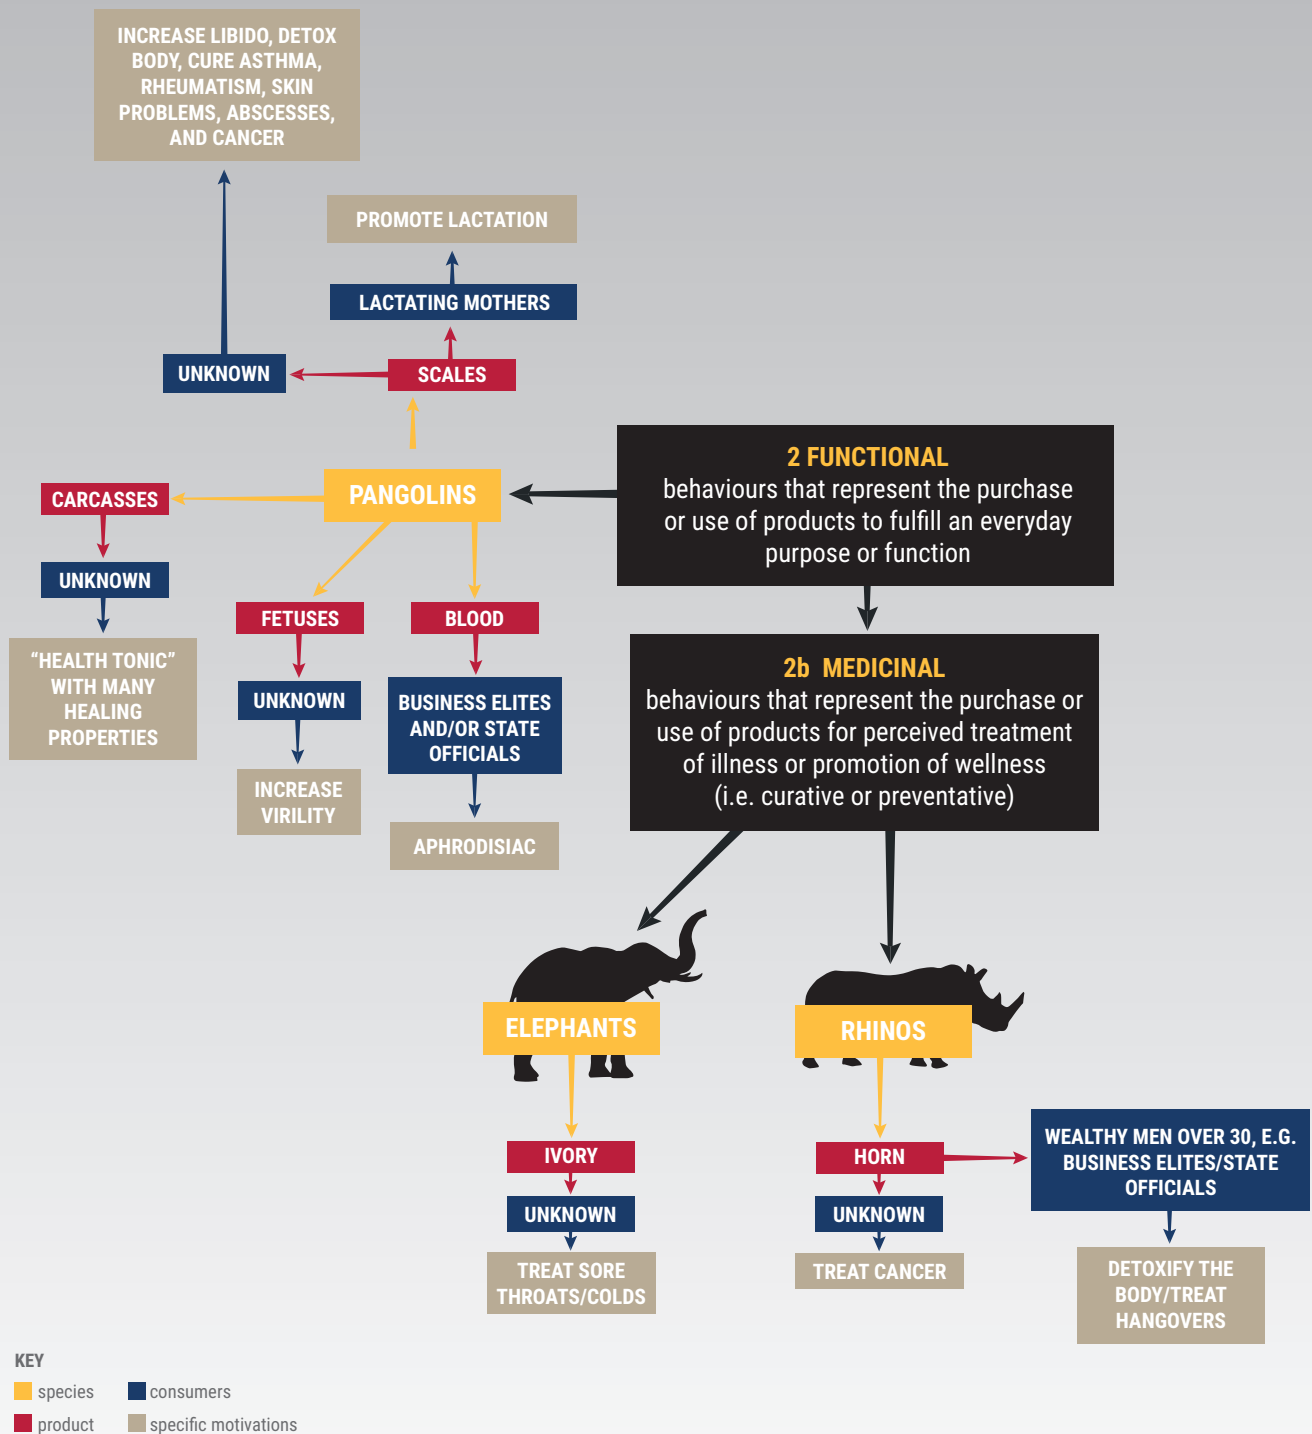 INCREASE LIBIDO, DETOX
BODY, CURE ASTHMA,
RHEUMATISM, SKIN
PROBLEMS, ABSCESSES,
AND CANCER
PROMOTE LACTATION
LACTATING MOTHERS
UNKNOWN
SCALES
2 FUNCTIONAL
behaviours that represent the purchase
or use of products to fulfill an everyday
purpose or function
PANGOLINS
CARCASSES
UNKNOWN
"HEALTH TONIC"
WITH MANY
HEALING
PROPERTIES
FETUSES
UNKNOWN
INCREASE
VIRILITY
BLOOD
BUSINESS ELITES
AND/OR STATE
OFFICIALS
APHRODISIAC
2b MEDICINAL
behaviours that represent the purchase or
use of products for perceived treatment
of illness or promotion of wellness
(i.e. curative or preventative)
ELEPHANTS
IVORY
UNKNOWN
TREAT SORE
THROATS/COLDS
RHINOS
HORN
UNKNOWN
TREAT CANCER
WEALTHY MEN OVER 30, E.G.
BUSINESS ELITES/STATE
OFFICIALS
DETOXIFY THE
BODY/TREAT
HANGOVERS
KEY
species
consumers
product
specific motivations